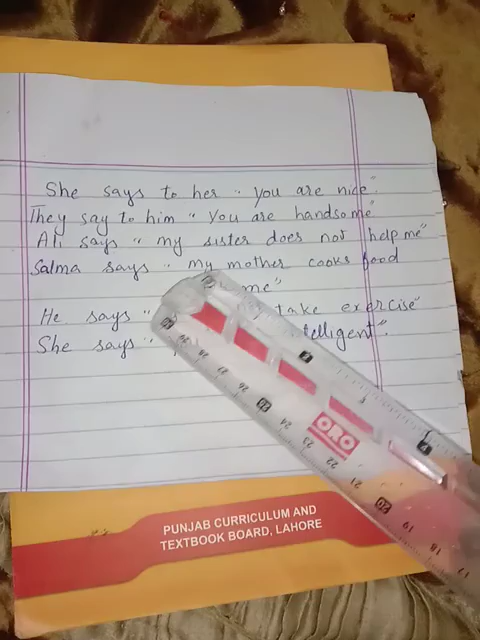 She says to her " you are nice".
They say to him " You are handsome"
Ali says " my sister does not help me"
Salma says " my mother cooks food
me"
He says " take exercise"
She says " telligent".
ORO
PUNJAB CURRICULUM AND
TEXTBOOK BOARD, LAHORE